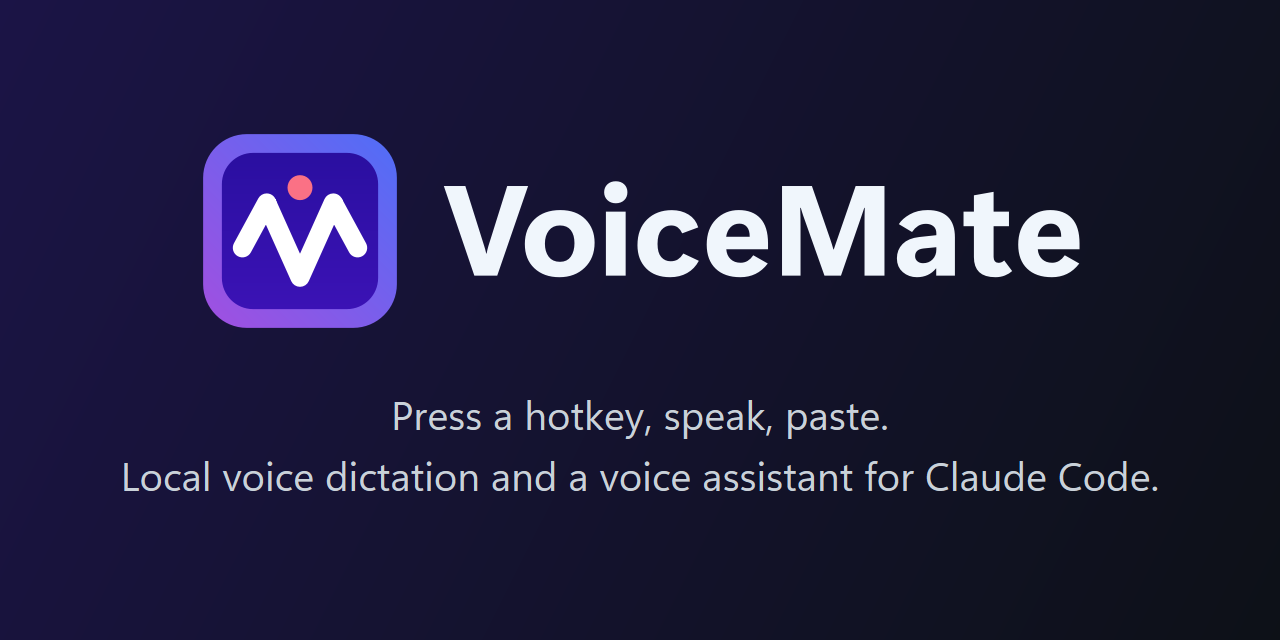 VoiceMate
Press a hotkey, speak, paste.
Local voice dictation and a voice assistant for Claude Code.